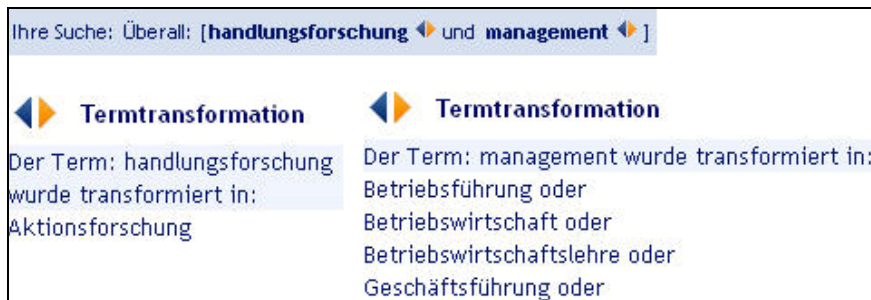 Ihre Suche: Überall: [handlungsforschung und management ]
Termtransformation
Der Term: handlungsforschung
wurde transformiert in:
Aktionsforschung
Termtransformation
Der Term: management wurde transformiert in:
Betriebsführung oder
Betriebswirtschaft oder
Betriebswirtschaftslehre oder
Geschäftsführung oder